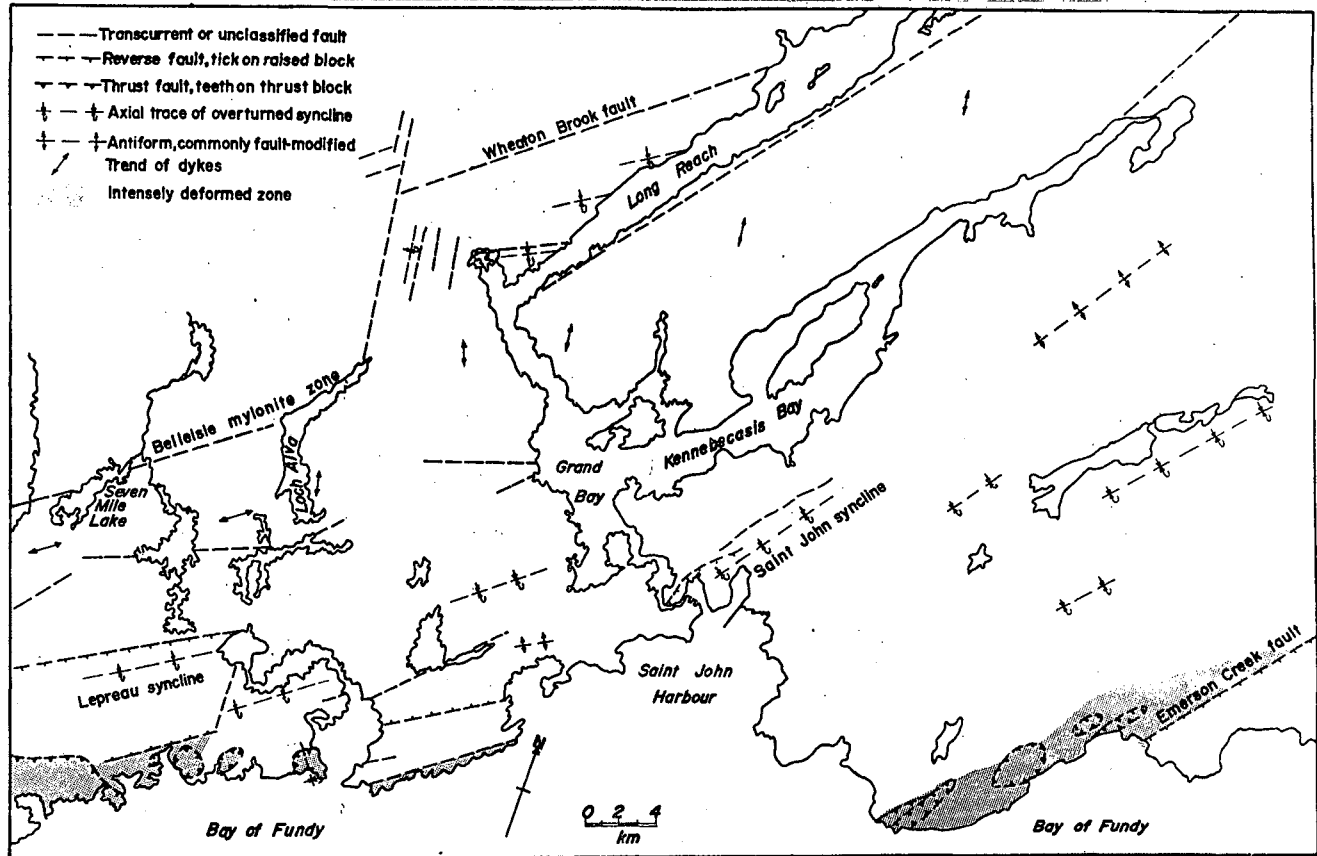 Transcurrent or unclassified fault
Reverse fault, tick on raised block
Thrust fault, teeth on thrust block
Axial trace of overturned syncline
Antiform, commonly fault-modified
Trend of dykes
Intensely deformed zone
Wheaton Brook fault
Long Reach
Belleisle mylonite zone
Loch Alva
Seven
Mile
Lake
Grand
Bay
Kennebecasis Bay
Saint John syncline
Lepreau syncline
Saint John
Harbour
Emerson Creek fault
N
0 2 4
km
Bay of Fundy
Bay of Fundy